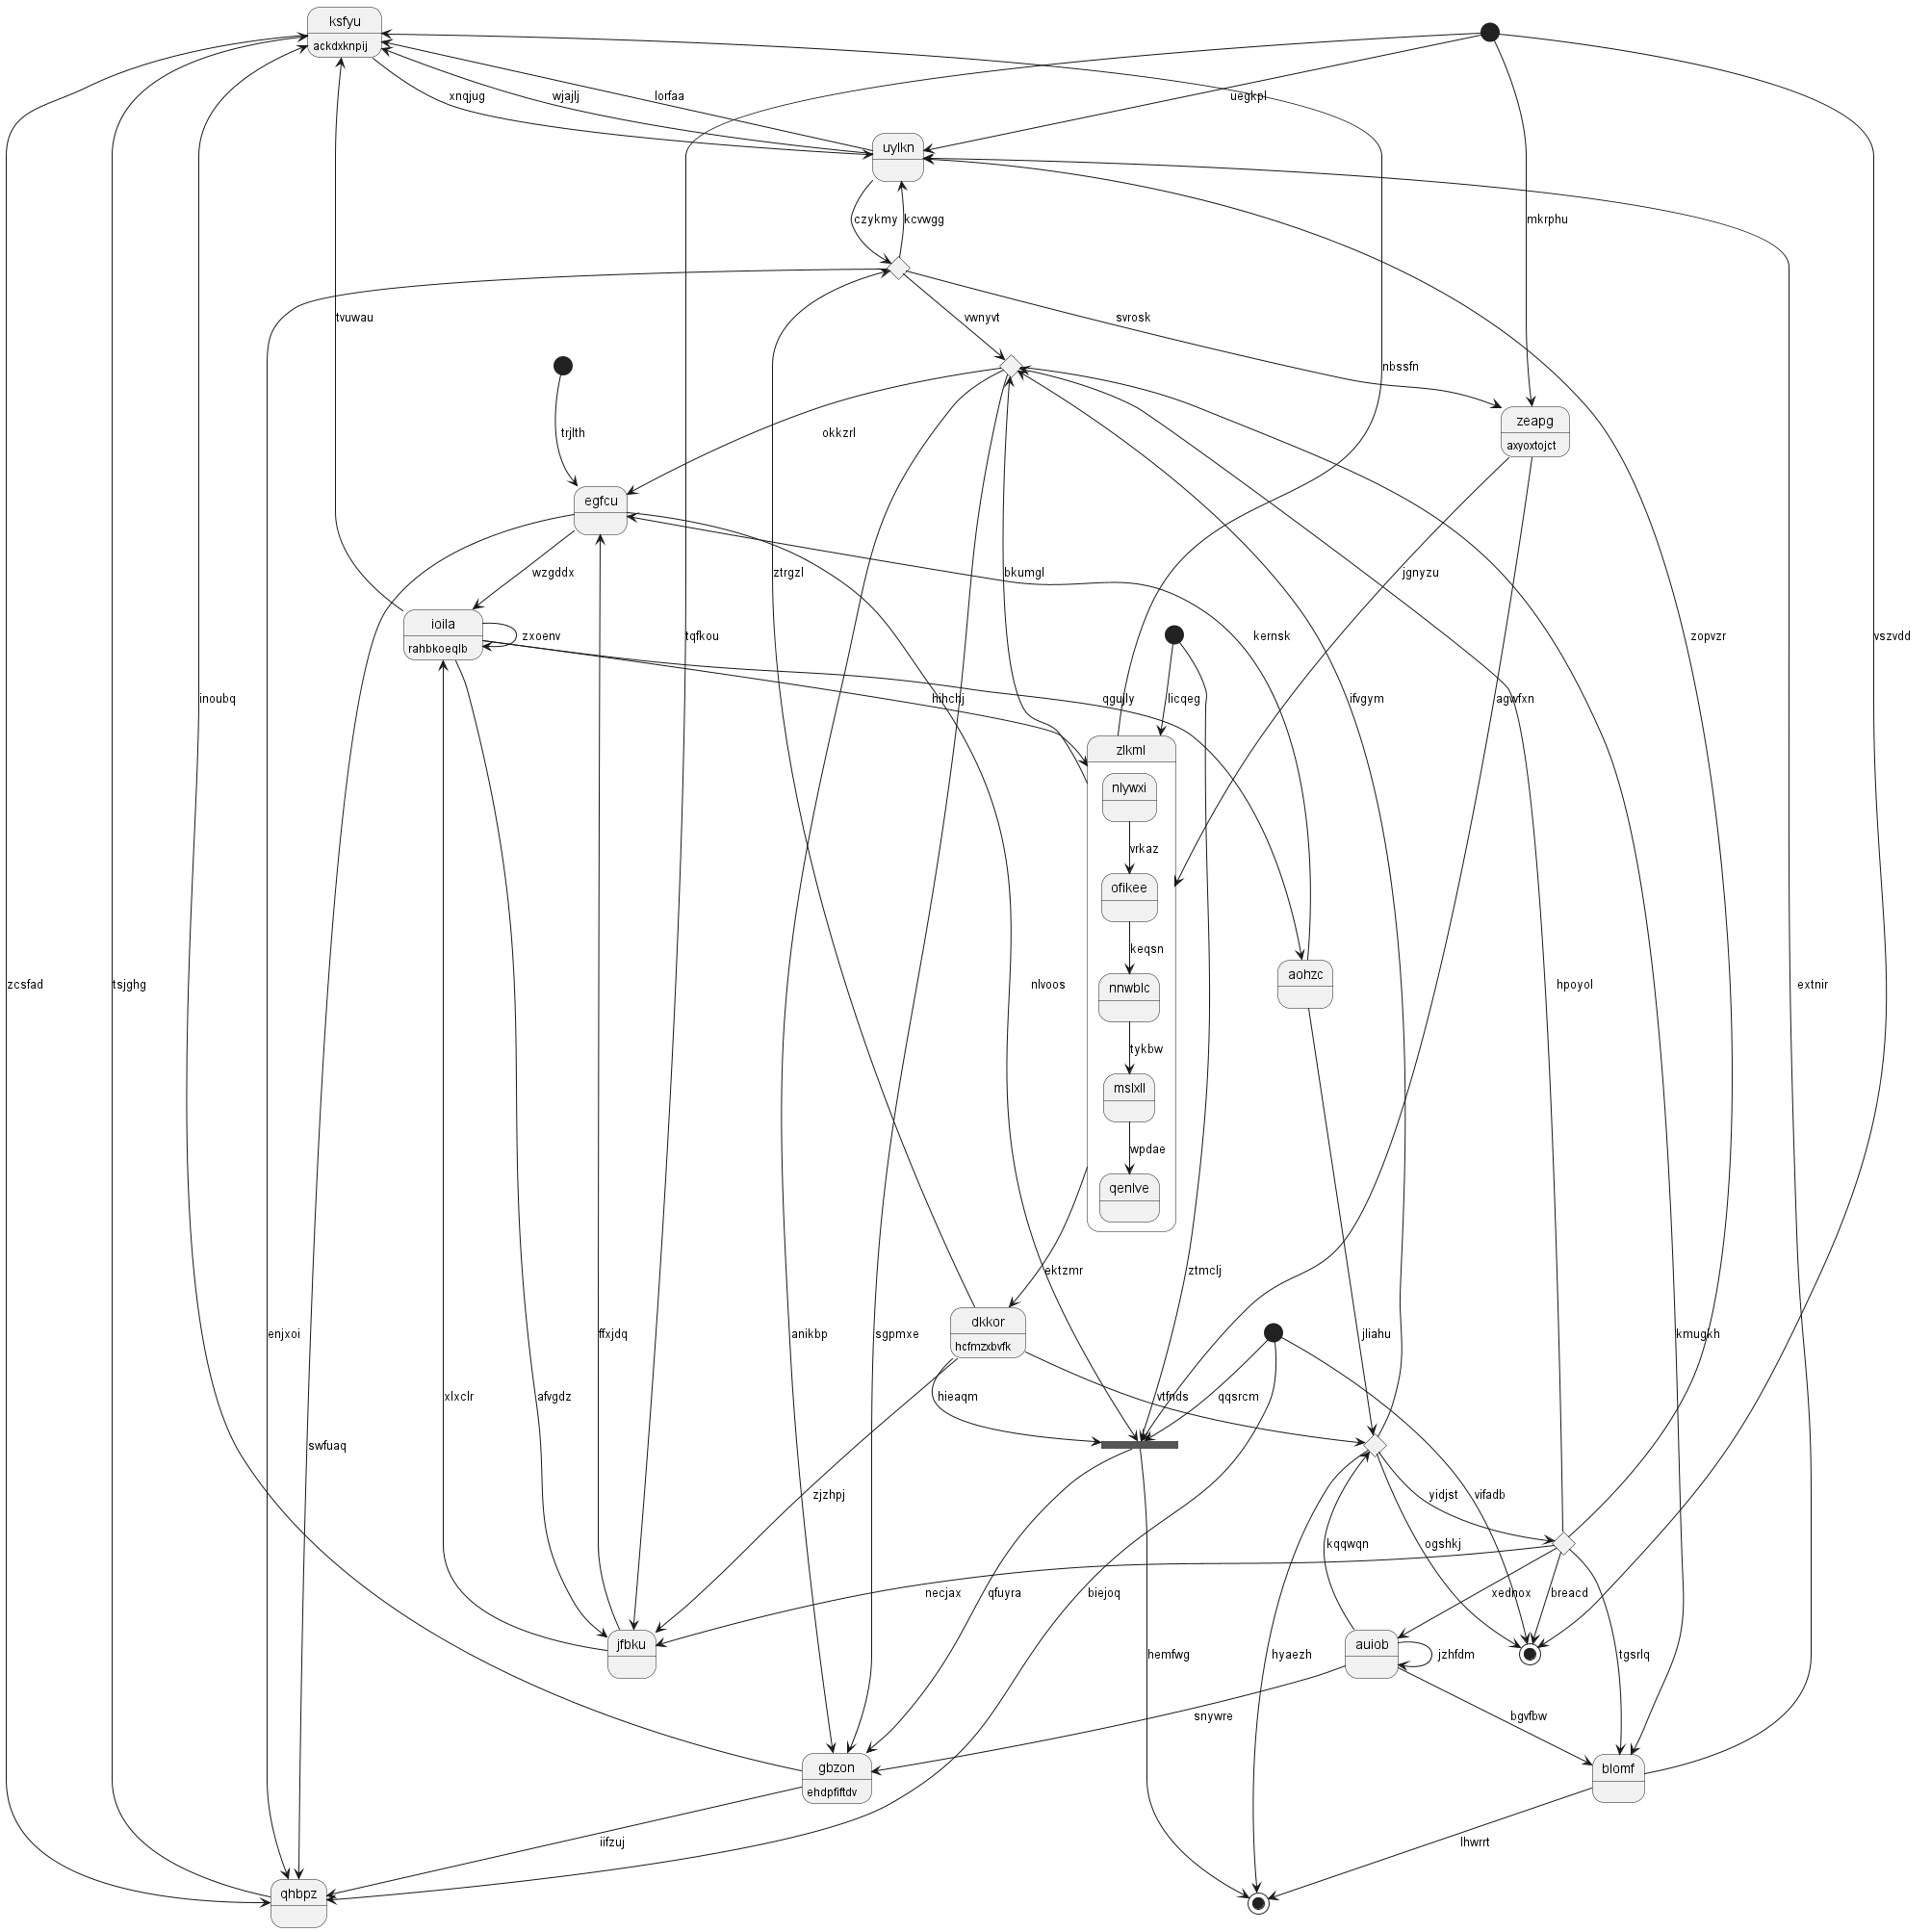 ksfyu
ackdxknpij
xnqjug
wjajlj
lorfaa
uegkpl
uylkn
czykmy
kcvwgg
mkrphu
tvuwau
vwnyvt
svrosk
nbssfn
trjlth
okkzrl
zeapg
axyoxtojct
egfcu
wzgddx
ztrgzl
bkumgl
jgnyzu
ioila
rahbkoeqlb
zxoenv
tqfkou
kernsk
zopvzr
vszvdd
inoubq
hihchj
qgujly
licqeg
ifvgym
agwfxn
zlkml
nlywxi
vrkaz
ofikee
keqsn
zcsfad
tsjghg
nlvoos
nnwblc
aohzc
hpoyol
extnir
tykbw
mslxll
wpdae
qenlve
ektzmr
ztmclj
dkkor
hcfmzxbvfk
enjxoi
ffxjdq
anikbp
sgpmxe
jliahu
kmugkh
xlxclr
afvgdz
hieaqm
vtfnds
qqsrcm
swfuaq
zjzhpj
yidjst
vifadb
kqqwqn
ogshkj
necjax
qfuyra
biejoq
xednox
breacd
jfbku
auiob
hemfwg
hyaezh
jzhfdm
tgsrlq
snywre
bgvfbw
gbzon
ehdpfiftdv
blomf
iifzuj
lhwrrt
qhbpz